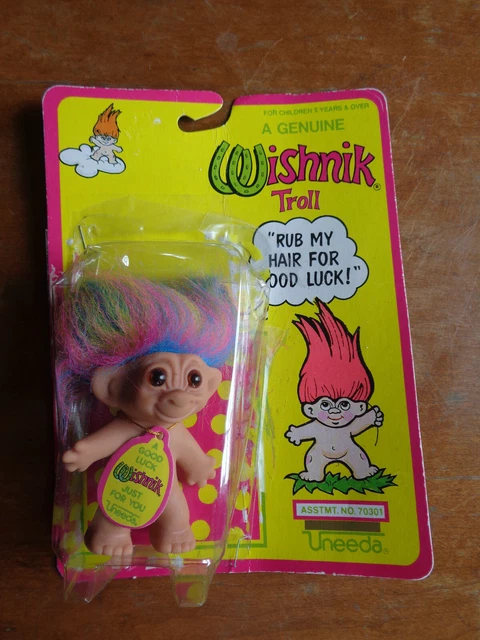 FOR CHILDREN 5 YEARS & OVER
A GENUINE
Wishnik®
Troll
"RUB MY
HAIR FOR
OOD LUCK!"
GOOD
LUCK
Wishnik
JUST
FOR YOU
Uneeda
ASSTMT. NO. 70301
Uneeda®